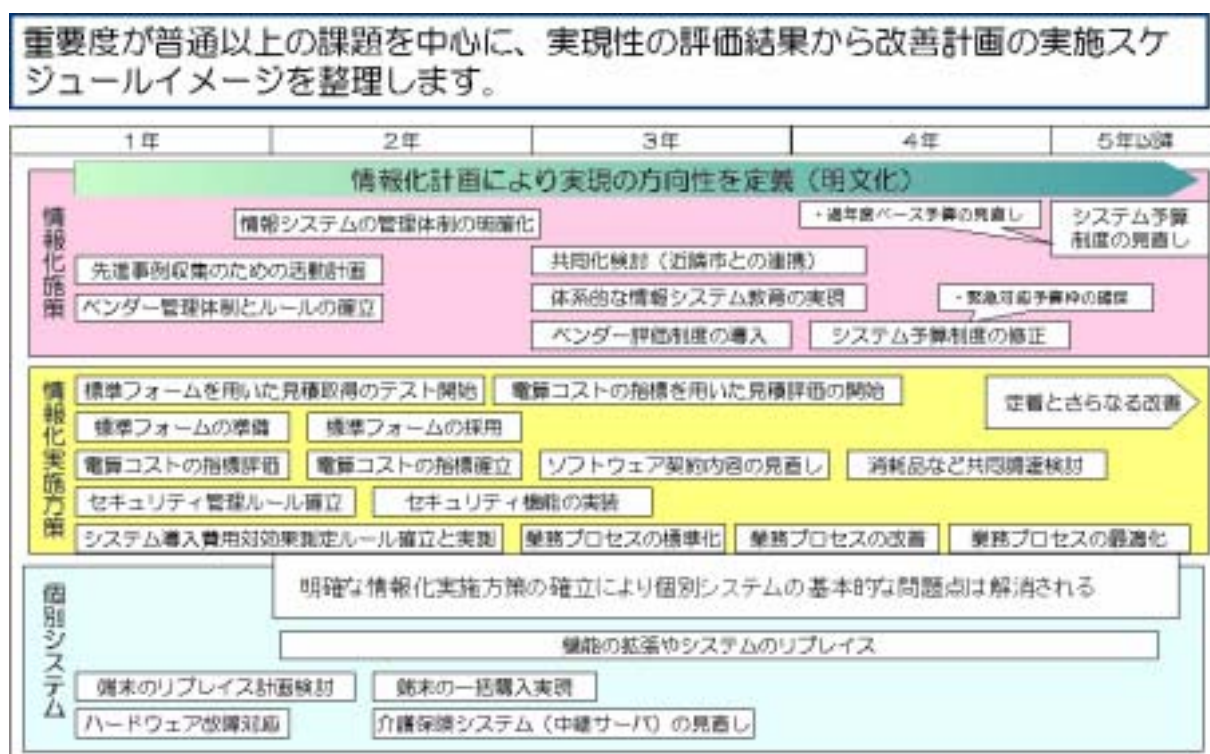 重要度が普通以上の課題を中心に、実現性の評価結果から改善計画の実施スケ
ジュールイメージを整理します。
1年
2年
3年
4年
5年以降
情報化計画により実現の方向性を定義(明文化)
情報化施策
情報システムの管理体制の明確化
・過年度ベース予算の見直し
システム予算
制度の見直し
先進事例収集のための活動計画
共同化検討(近隣市との連携)
ベンダー管理体制とルールの確立
体系的な情報システム教育の実現
・緊急対応予算枠の確保
ベンダー評価制度の導入
システム予算制度の修正
情報化実施方策
標準フォームを用いた見積取得のテスト開始
電算コストの指標を用いた見積評価の開始
定着とさらなる改善
標準フォームの準備
標準フォームの採用
電算コストの指標評価
電算コストの指標確立
ソフトウェア契約内容の見直し
消耗品など共同調達検討
セキュリティ管理ルール確立
セキュリティ機能の実装
システム導入費用対効果測定ルール確立と実測
業務プロセスの標準化
業務プロセスの改善
業務プロセスの最適化
個別システム
明確な情報化実施方策の確立により個別システムの基本的な問題点は解消される
機能の拡張やシステムのリプレイス
端末のリプレイス計画検討
端末の一括購入実現
ハードウェア故障対応
介護保険システム(中継サーバ)の見直し